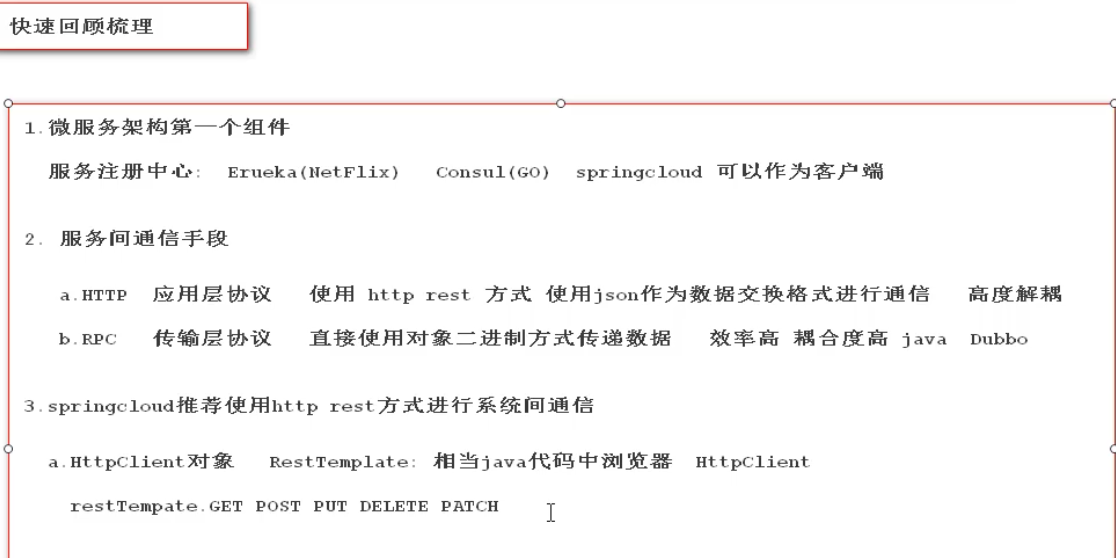 快速回顾梳理
1.微服务架构第一个组件
服务注册中心: Erueka(NetFlix) Consul(GO) springcloud 可以作为客户端
2. 服务间通信手段
a.HTTP 应用层协议 使用 http rest 方式 使用json作为数据交换格式进行通信 高度解耦
b.RPC 传输层协议 直接使用对象二进制方式传递数据 效率高 耦合度高 java Dubbo
3.springcloud推荐使用http rest方式进行系统间通信
a.HttpClient对象 RestTemplate: 相当java代码中浏览器 HttpClient
restTempate.GET POST PUT DELETE PATCH